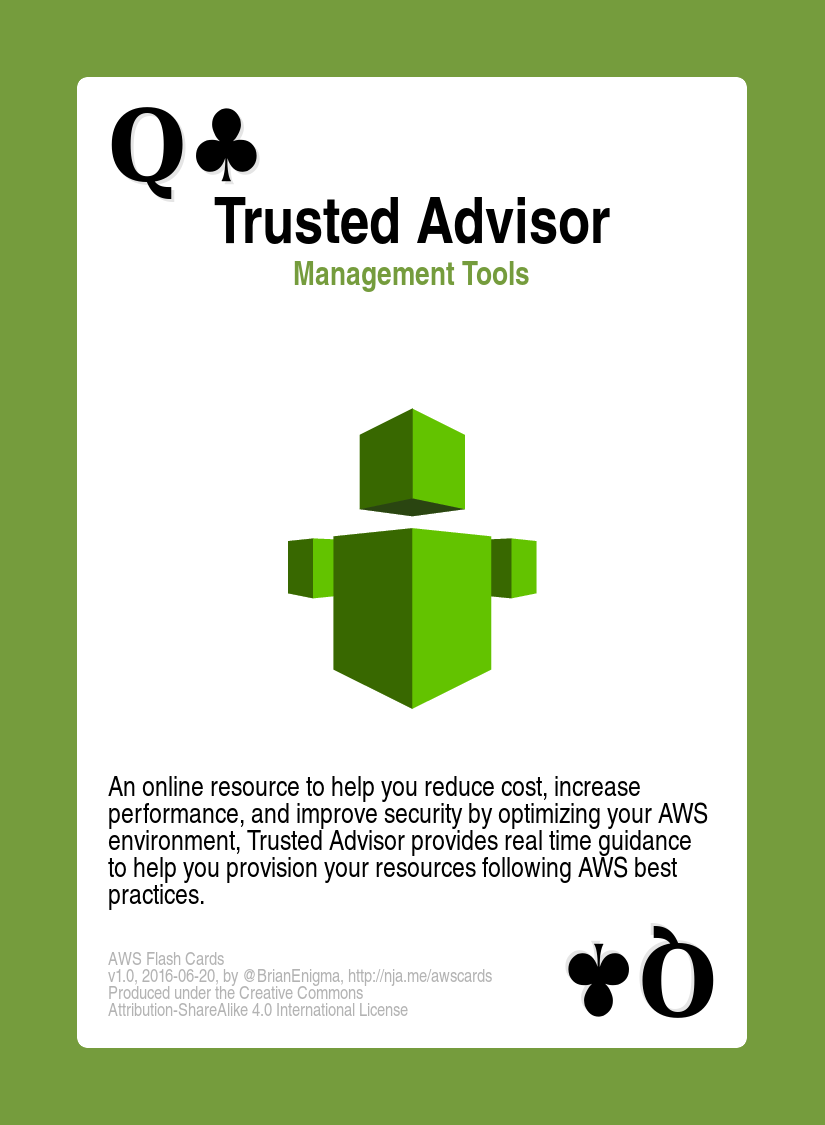 Q♣
Trusted Advisor
Management Tools
An online resource to help you reduce cost, increase
performance, and improve security by optimizing your AWS
environment, Trusted Advisor provides real time guidance
to help you provision your resources following AWS best
practices.
AWS Flash Cards
v1.0, 2016-06-20, by @BrianEnigma, http://nja.me/awscards
Produced under the Creative Commons
Attribution-ShareAlike 4.0 International License
Q♣